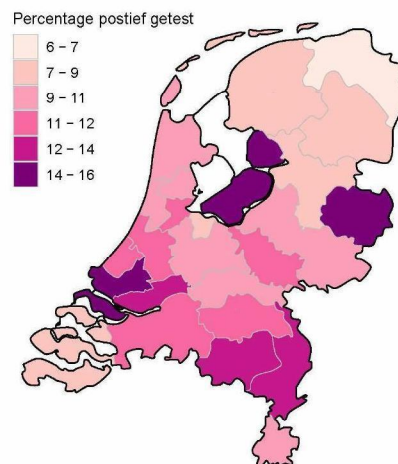 Percentage postief getest
6 – 7
7 – 9
9 – 11
11 – 12
12 – 14
14 – 16